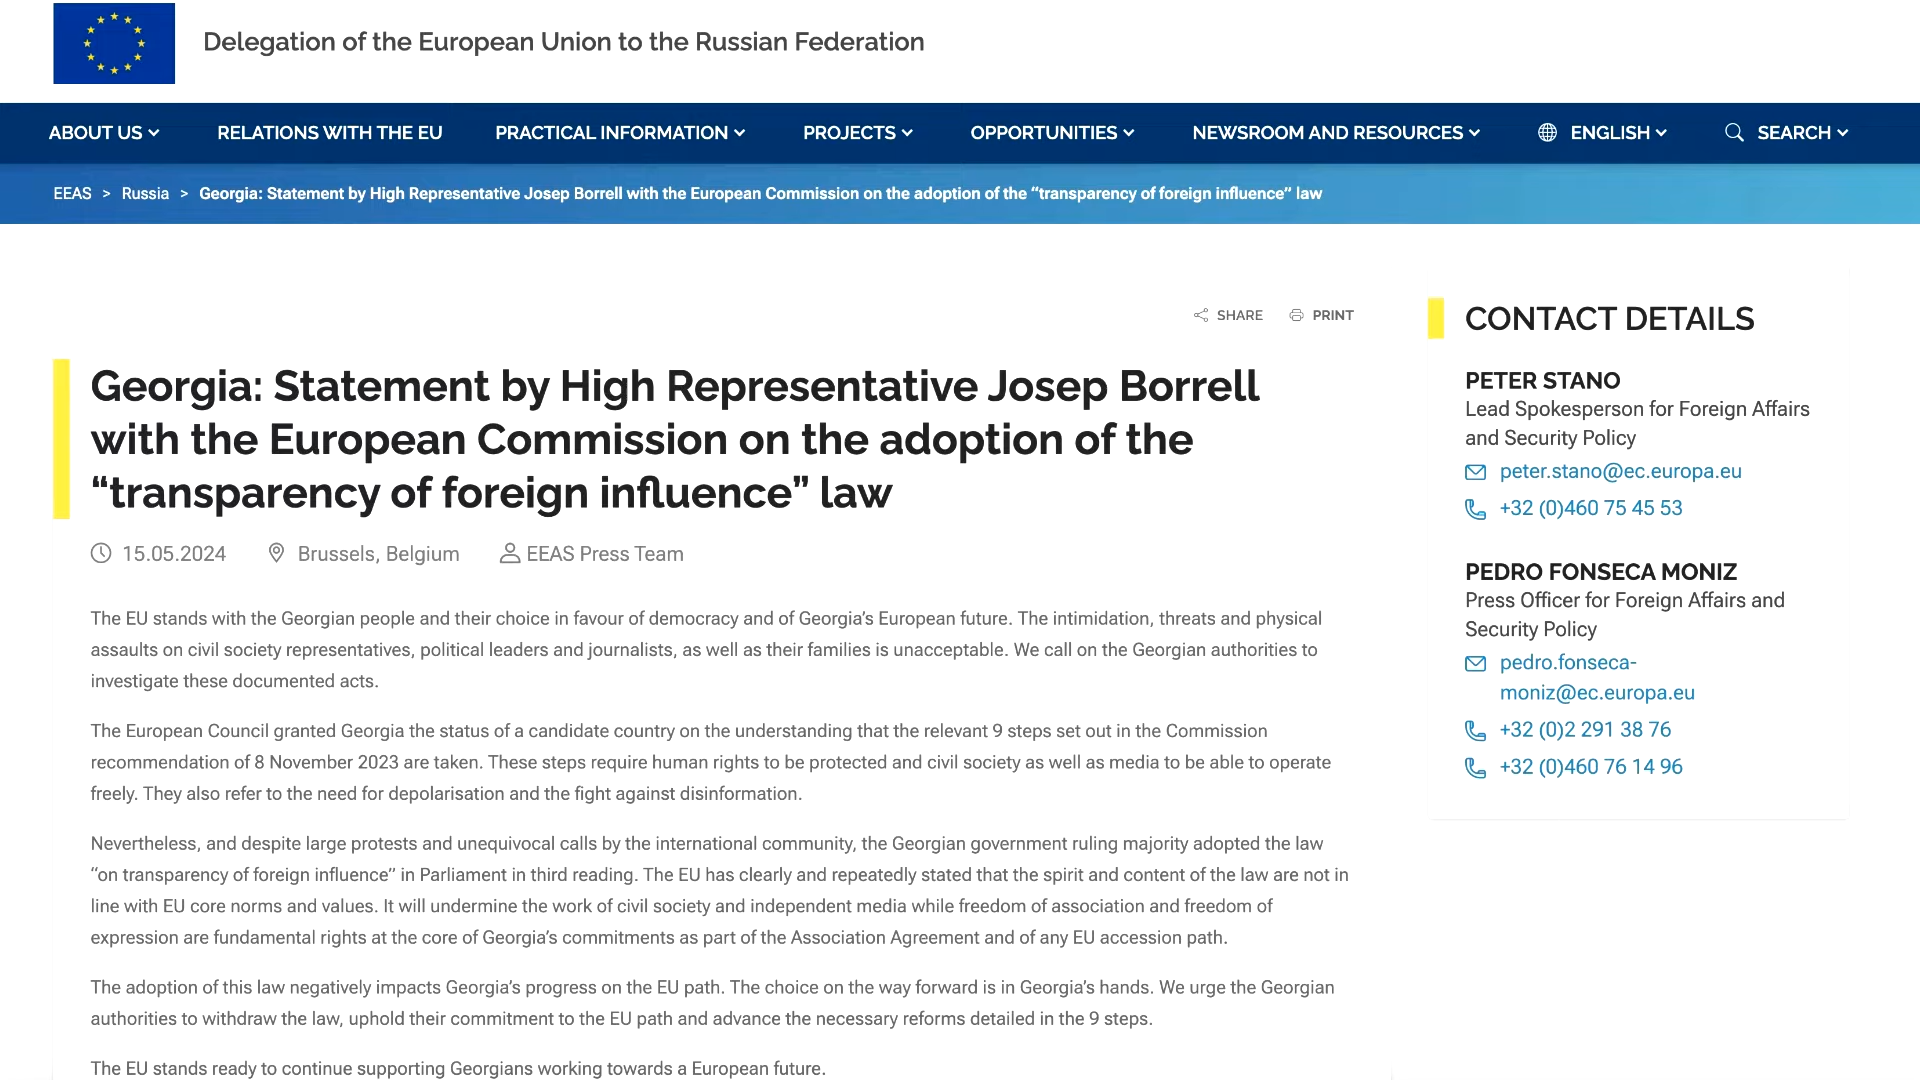 Delegation of the European Union to the Russian Federation
ABOUT US RELATIONS WITH THE EU PRACTICAL INFORMATION PROJECTS OPPORTUNITIES NEWSROOM AND RESOURCES ENGLISH SEARCH
EEAS > Russia > Georgia: Statement by High Representative Josep Borrell with the European Commission on the adoption of the “transparency of foreign influence” law
SHARE PRINT
Georgia: Statement by High Representative Josep Borrell
with the European Commission on the adoption of the
“transparency of foreign influence” law
15.05.2024 Brussels, Belgium EEAS Press Team
The EU stands with the Georgian people and their choice in favour of democracy and of Georgia’s European future. The intimidation, threats and physical
assaults on civil society representatives, political leaders and journalists, as well as their families is unacceptable. We call on the Georgian authorities to
investigate these documented acts.
The European Council granted Georgia the status of a candidate country on the understanding that the relevant 9 steps set out in the Commission
recommendation of 8 November 2023 are taken. These steps require human rights to be protected and civil society as well as media to be able to operate
freely. They also refer to the need for depolarisation and the fight against disinformation.
Nevertheless, and despite large protests and unequivocal calls by the international community, the Georgian government ruling majority adopted the law
“on transparency of foreign influence” in Parliament in third reading. The EU has clearly and repeatedly stated that the spirit and content of the law are not in
line with EU core norms and values. It will undermine the work of civil society and independent media while freedom of association and freedom of
expression are fundamental rights at the core of Georgia’s commitments as part of the Association Agreement and of any EU accession path.
The adoption of this law negatively impacts Georgia’s progress on the EU path. The choice on the way forward is in Georgia’s hands. We urge the Georgian
authorities to withdraw the law, uphold their commitment to the EU path and advance the necessary reforms detailed in the 9 steps.
The EU stands ready to continue supporting Georgians working towards a European future.
CONTACT DETAILS
PETER STANO
Lead Spokesperson for Foreign Affairs
and Security Policy
peter.stano@ec.europa.eu
+32 (0)460 75 45 53
PEDRO FONSECA MONIZ
Press Officer for Foreign Affairs and
Security Policy
pedro.fonseca-
moniz@ec.europa.eu
+32 (0)2 291 38 76
+32 (0)460 76 14 96